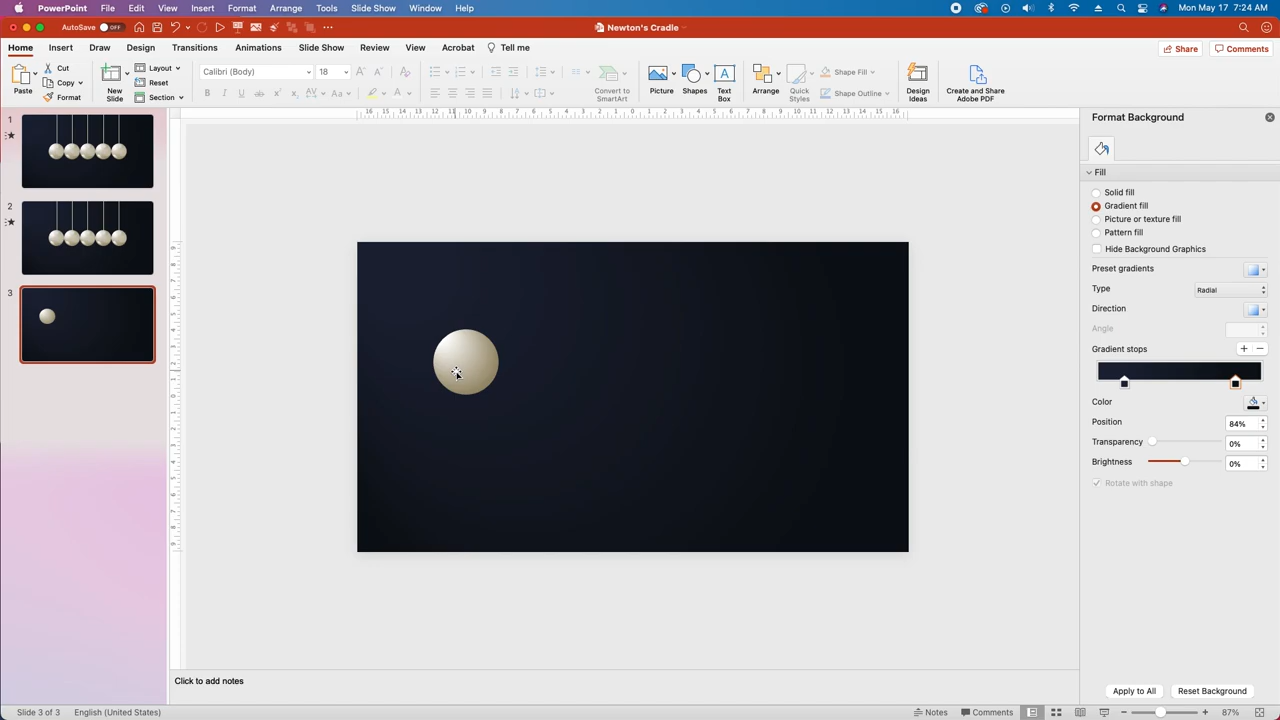 PowerPoint File Edit View Insert Format Arrange Tools Slide Show Window Help Mon May 17 7:24 AM
AutoSave OFF Newton's Cradle
Home Insert Draw Design Transitions Animations Slide Show Review View Acrobat Tell me Share Comments
Paste Cut Copy Format
New Slide Layout Reset Section
Calibri (Body) 18
Convert to SmartArt
Picture Shapes Text Box
Arrange Quick Styles Shape Fill Shape Outline
Design Ideas
Create and Share Adobe PDF
1
2
3
Format Background
Fill
Solid fill
Gradient fill
Picture or texture fill
Pattern fill
Hide Background Graphics
Preset gradients
Type Radial
Direction
Angle
Gradient stops
Color
Position 84%
Transparency 0%
Brightness 0%
Rotate with shape
Apply to All Reset Background
Click to add notes
Slide 3 of 3 English (United States) Notes Comments 87%